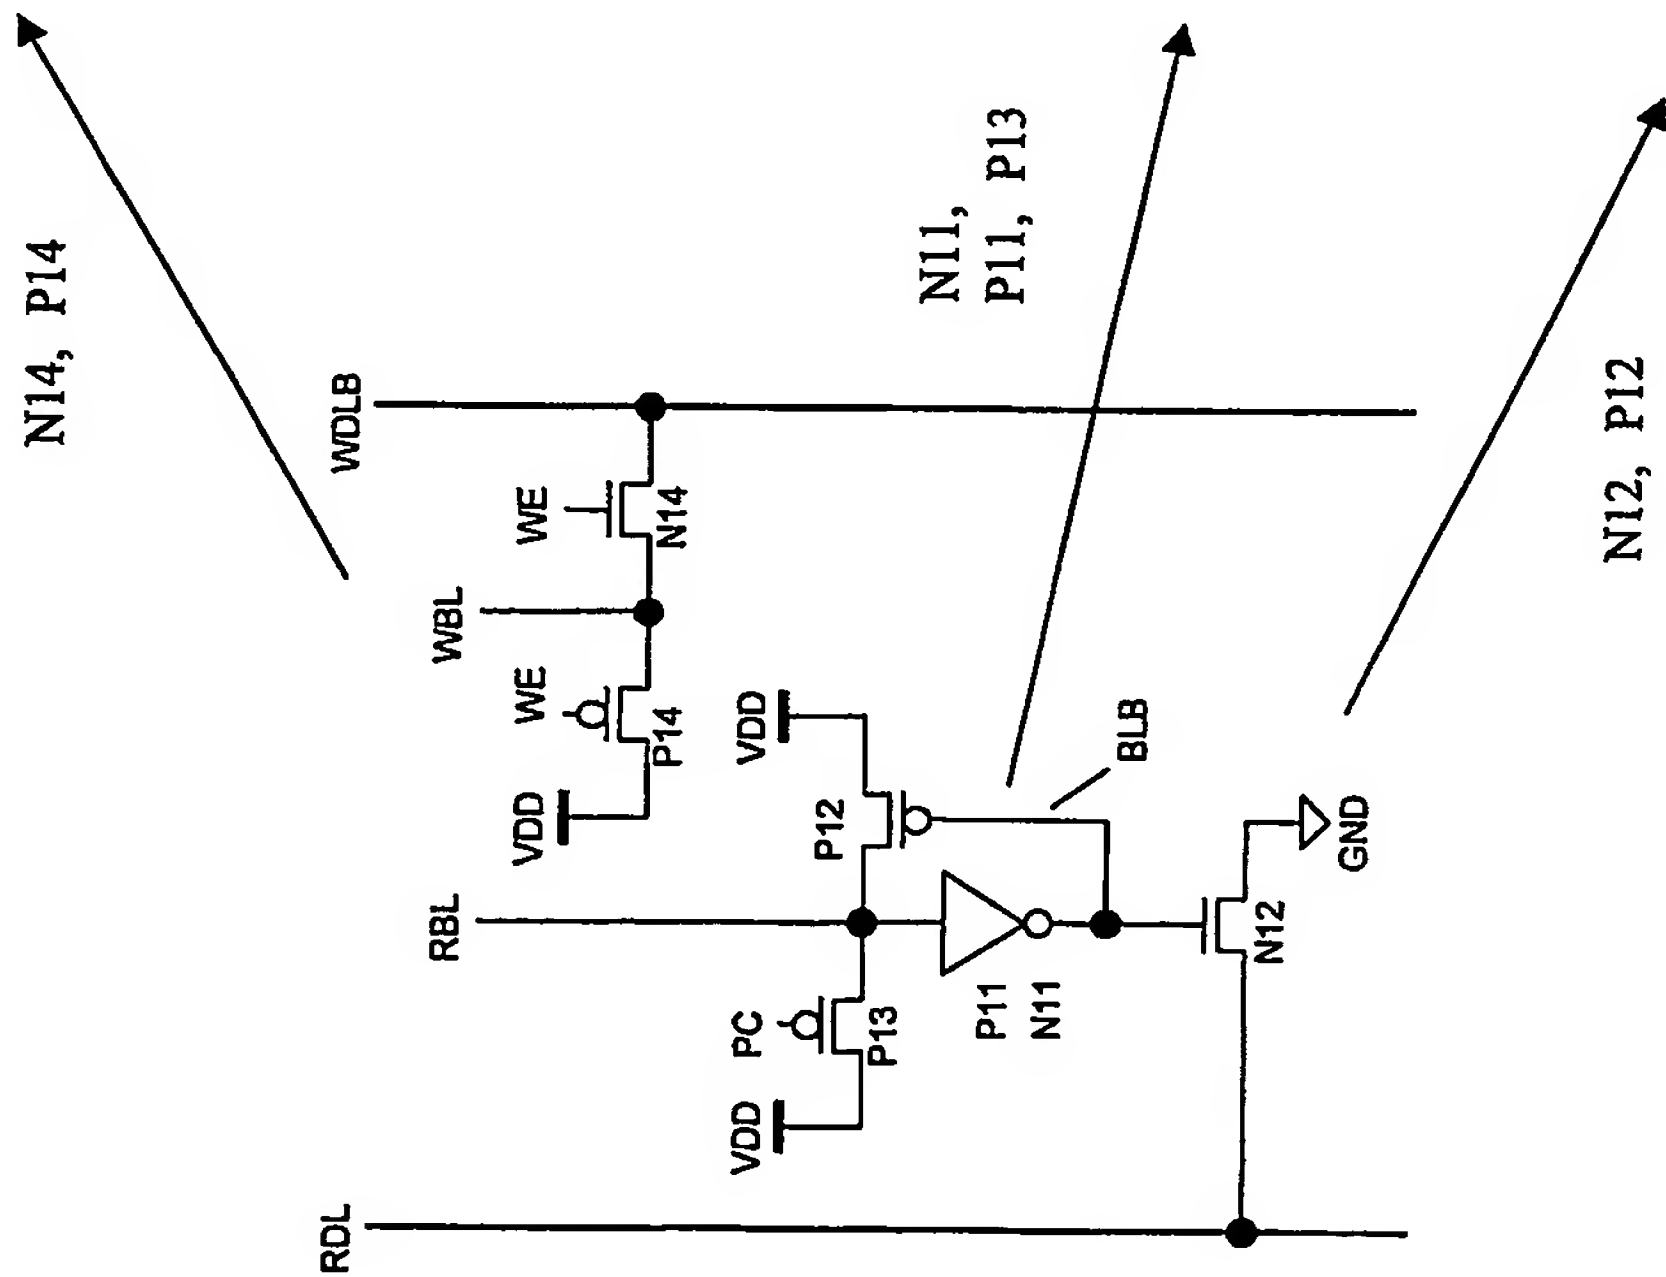 N14, P14
N11,
P11, P13
N12, P12
WDLB
WE
N14
WBL
WE
P14
VDD
VDD
P12
BLB
RBL
PC
P13
VDD
P11
N11
N12
GND
RDL